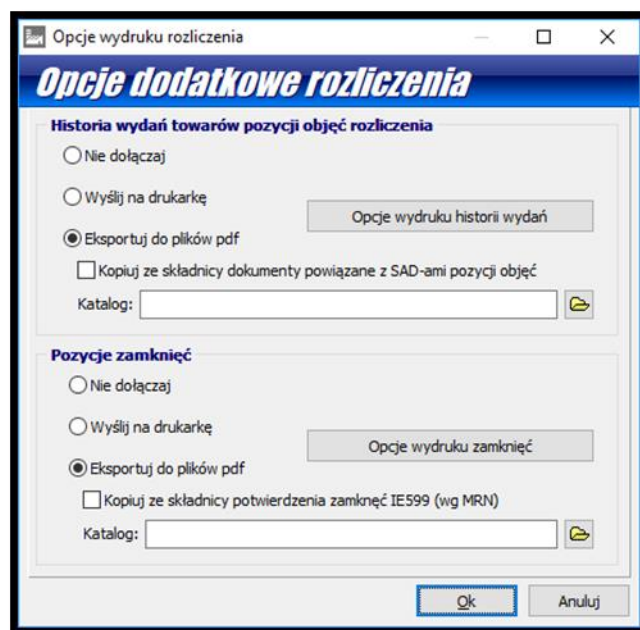 Opcje wydruku rozliczenia
Opcje dodatkowe rozliczenia
Historia wydań towarów pozycji objęć rozliczenia
Nie dołączaj
Wyślij na drukarkę
Opcje wydruku historii wydań
Eksportuj do plików pdf
Kopiuj ze składnicy dokumenty powiązane z SAD-ami pozycji objęć
Katalog:
Pozycje zamknięć
Nie dołączaj
Wyślij na drukarkę
Opcje wydruku zamknięć
Eksportuj do plików pdf
Kopiuj ze składnicy potwierdzenia zamknęć IE599 (wg MRN)
Katalog:
Ok Anuluj